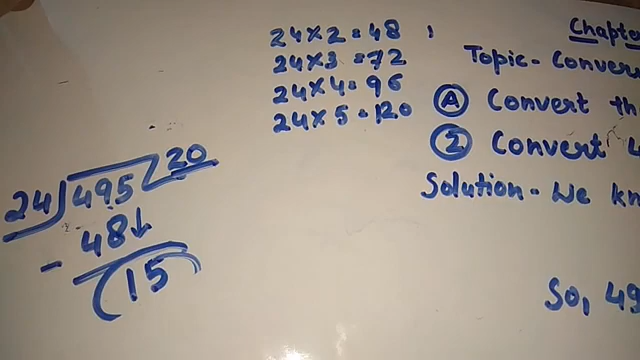 24×2=48
24×3=72
24×4=96
24×5=120
24 495 20
- 48↓
15
Chapte
Topic- Conver
Ⓐ Convert th
② Convert
Solution- We kn
So, 49